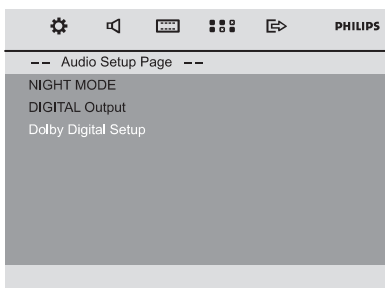 PHILIPS
-- Audio Setup Page --
NIGHT MODE
DIGITAL Output
Dolby Digital Setup